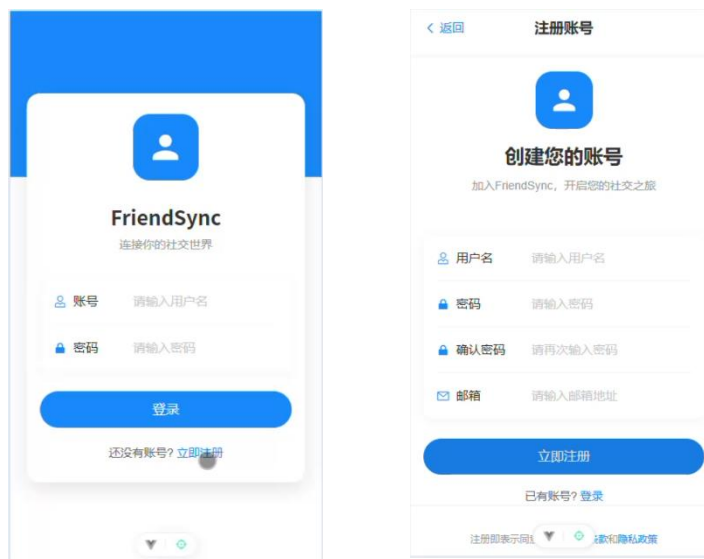 FriendSync
连接你的社交世界
账号 请输入用户名
密码 请输入密码
登录
还没有账号? 立即注册
返回 注册账号
创建您的账号
加入FriendSync，开启您的社交之旅
用户名 请输入用户名
密码 请输入密码
确认密码 请再次输入密码
邮箱 请输入邮箱地址
立即注册
已有账号? 登录
注册即表示同 款和隐私政策